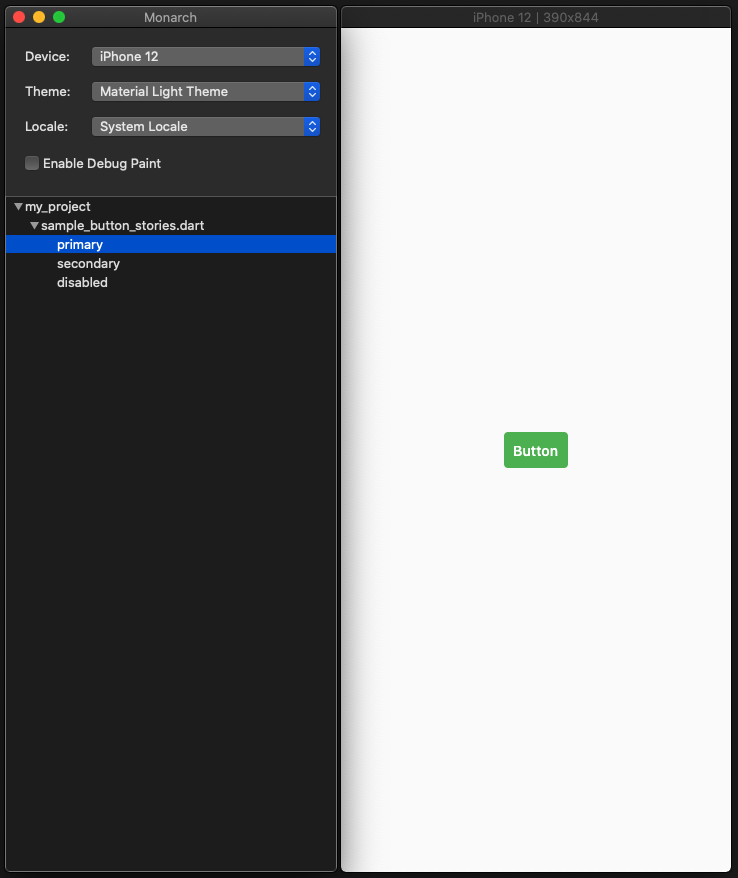 Monarch
Device: iPhone 12
Theme: Material Light Theme
Locale: System Locale
Enable Debug Paint
my_project
sample_button_stories.dart
primary
secondary
disabled
iPhone 12 | 390x844
Button